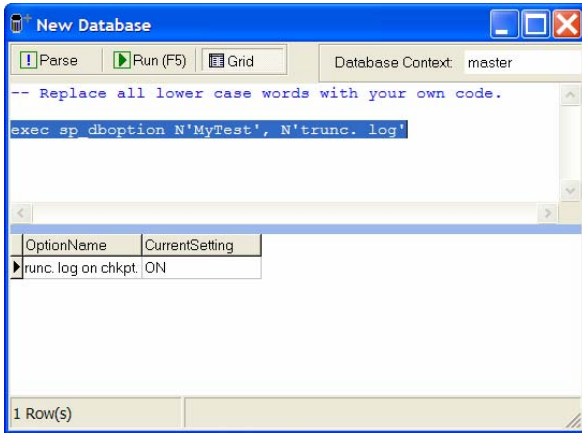 New Database
! Parse Run (F5) Grid Database Context: master
-- Replace all lower case words with your own code.
exec sp_dboption N'MyTest', N'trunc. log'
OptionName CurrentSetting
runc. log on chkpt. ON
1 Row(s)